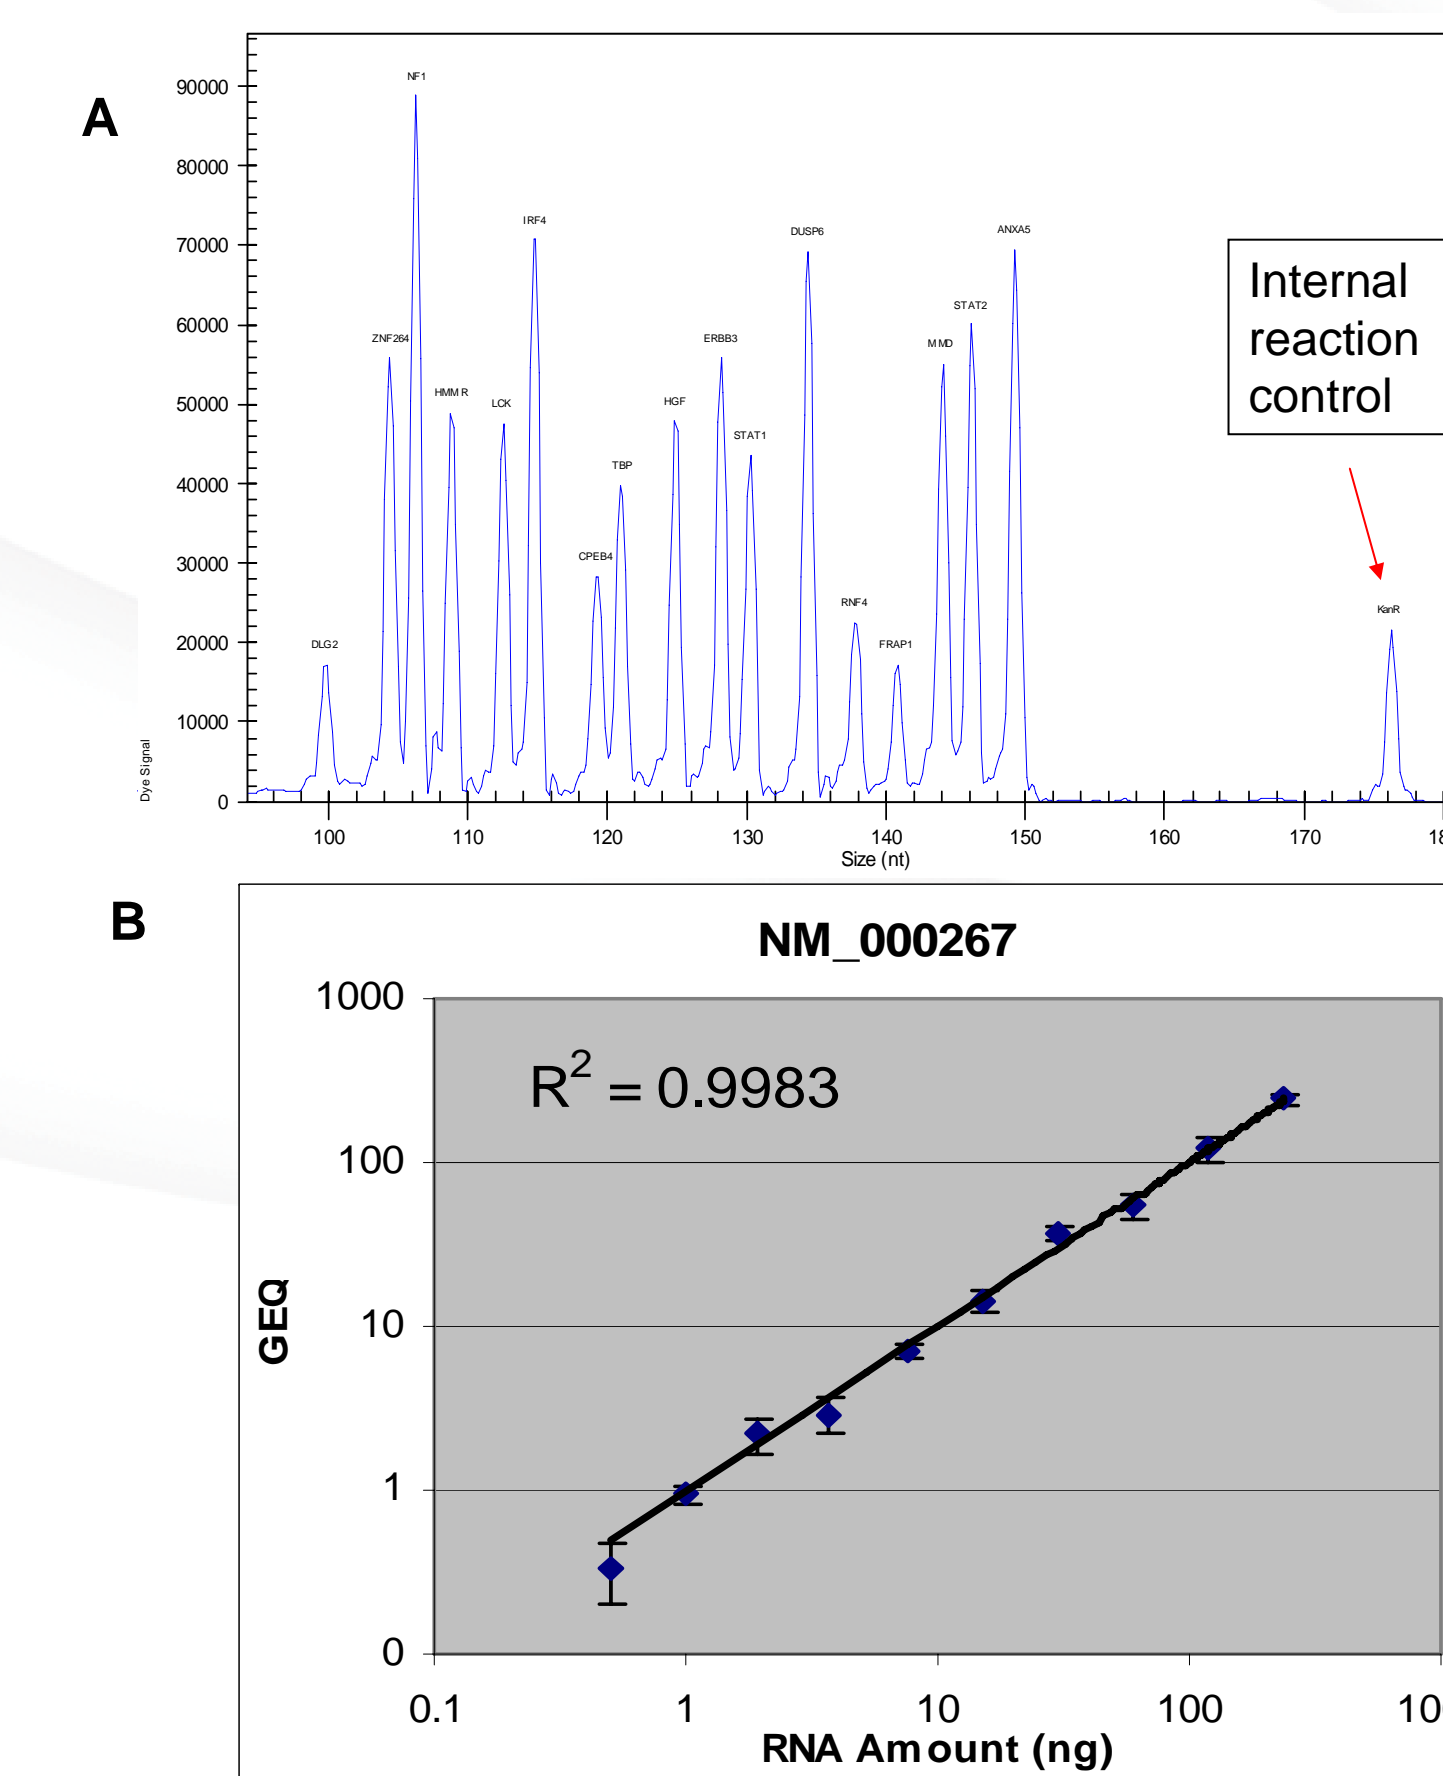 A
90000
80000
70000
60000
50000
40000
30000
20000
10000
0
Dye Signal
NF1
IRF4
DUSP6
ANXA5
STAT2
ZNF264
ERBB3
MMD
HMMR
LCK
HGF
STAT1
TBP
CPEB4
RNF4
KanR
DLG2
FRAP1
Internal
reaction
control
100 110 120 130 140 150 160 170
Size (nt)
B
NM_000267
R² = 0.9983
1000
100
10
1
0
GEQ
0.1 1 10 100
RNA Amount (ng)